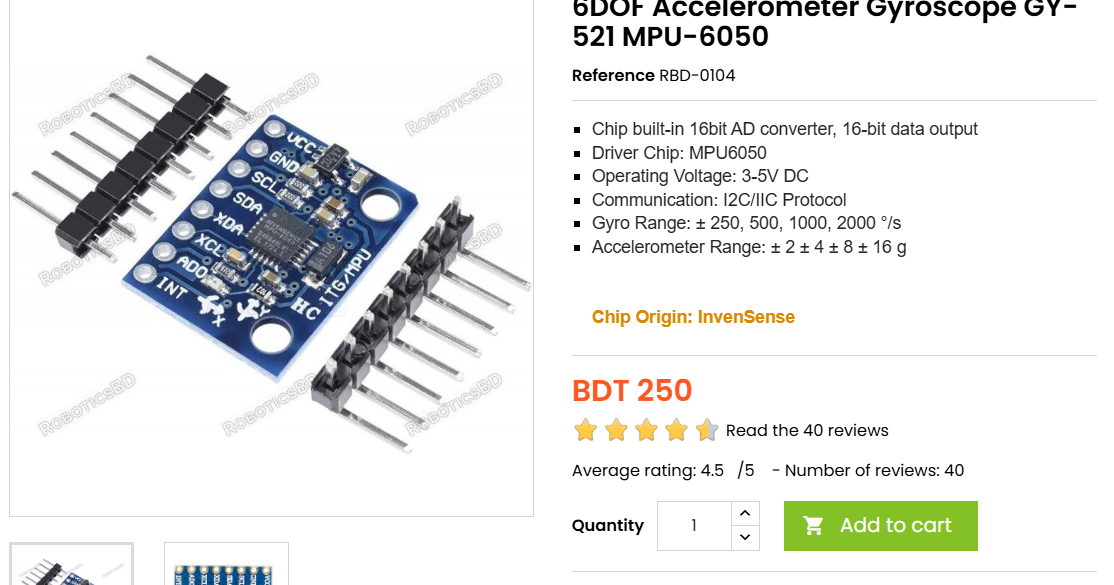 6DOF Accelerometer Gyroscope GY-
521 MPU-6050
Reference RBD-0104
Chip built-in 16bit AD converter, 16-bit data output
Driver Chip: MPU6050
Operating Voltage: 3-5V DC
Communication: I2C/IIC Protocol
Gyro Range: ± 250, 500, 1000, 2000 °/s
Accelerometer Range: ± 2 ± 4 ± 8 ± 16 g
Chip Origin: InvenSense
BDT 250
Read the 40 reviews
Average rating: 4.5 /5 - Number of reviews: 40
Quantity 1 Add to cart
ROBOTICSBD
ROBOTICSBD
ROBOTICSBD
ROBOTICSBD
ROBOTICSBD
ROBOTICSBD
ROBOTICSBD
ROBOTICSBD
VCC
GND
SCL
SDA
XDA
XCL
AD0
INT
X
Y
HC
ITG/MPU